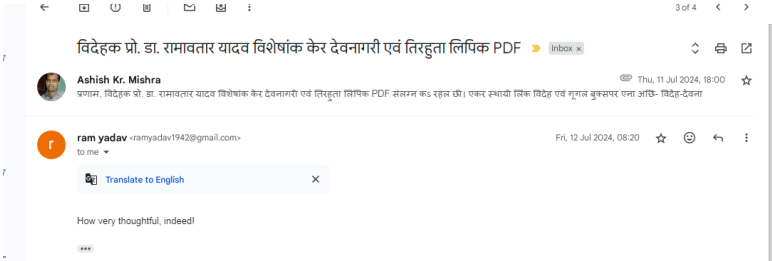 3 of 4
विदेहक प्रो. डा. रामावतार यादव विशेषांक केर देवनागरी एवं तिरहुता लिपिक PDF Inbox ×
Ashish Kr. Mishra Thu, 11 Jul 2024, 18:00
प्रणाम, विदेहक प्रो. डा. रामावतार यादव विशेषांक केर देवनागरी एवं तिरहुता लिपिक PDF संलग्न कऽ रहल छी। एकर स्थायी लिंक विदेह एवं गूगल बुक्सपर एना अछि- विदेह-देवना
r
ram yadav <ramyadav1942@gmail.com> Fri, 12 Jul 2024, 08:20
to me
Translate to English ×
How very thoughtful, indeed!